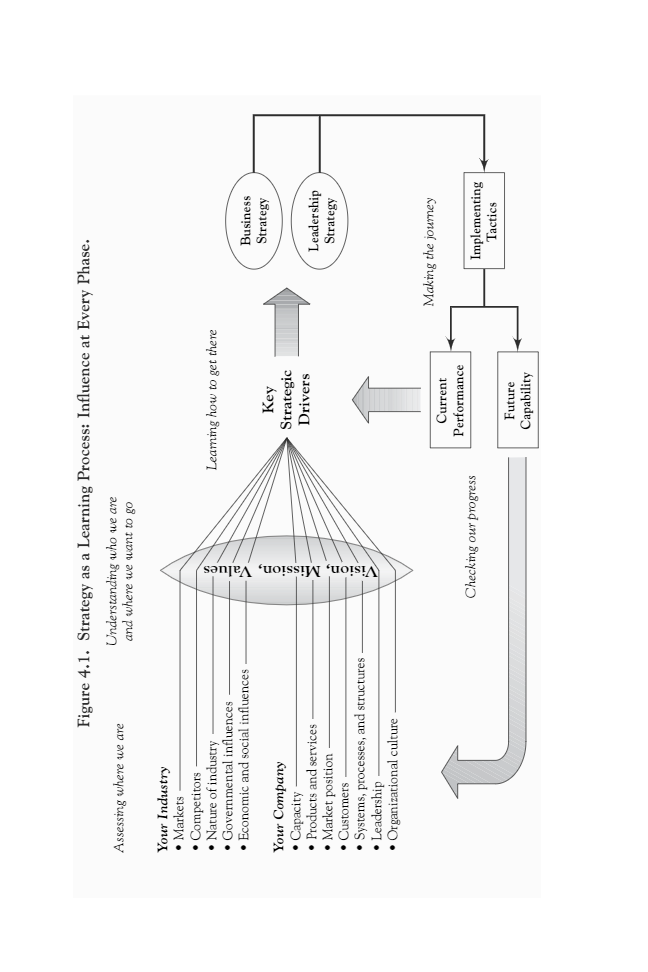 Figure 4.1. Strategy as a Learning Process: Influence at Every Phase.
Assessing where we are
Understanding who we are
and where we want to go
Learning how to get there
Your Industry
• Markets
• Competitors
• Nature of industry
• Governmental influences
• Economic and social influences
Your Company
• Capacity
• Products and services
• Market position
• Customers
• Systems, processes, and structures
• Leadership
• Organizational culture
Vision, Mission, Values
Key
Strategic
Drivers
Business
Strategy
Leadership
Strategy
Making the journey
Implementing
Tactics
Current
Performance
Future
Capability
Checking our progress